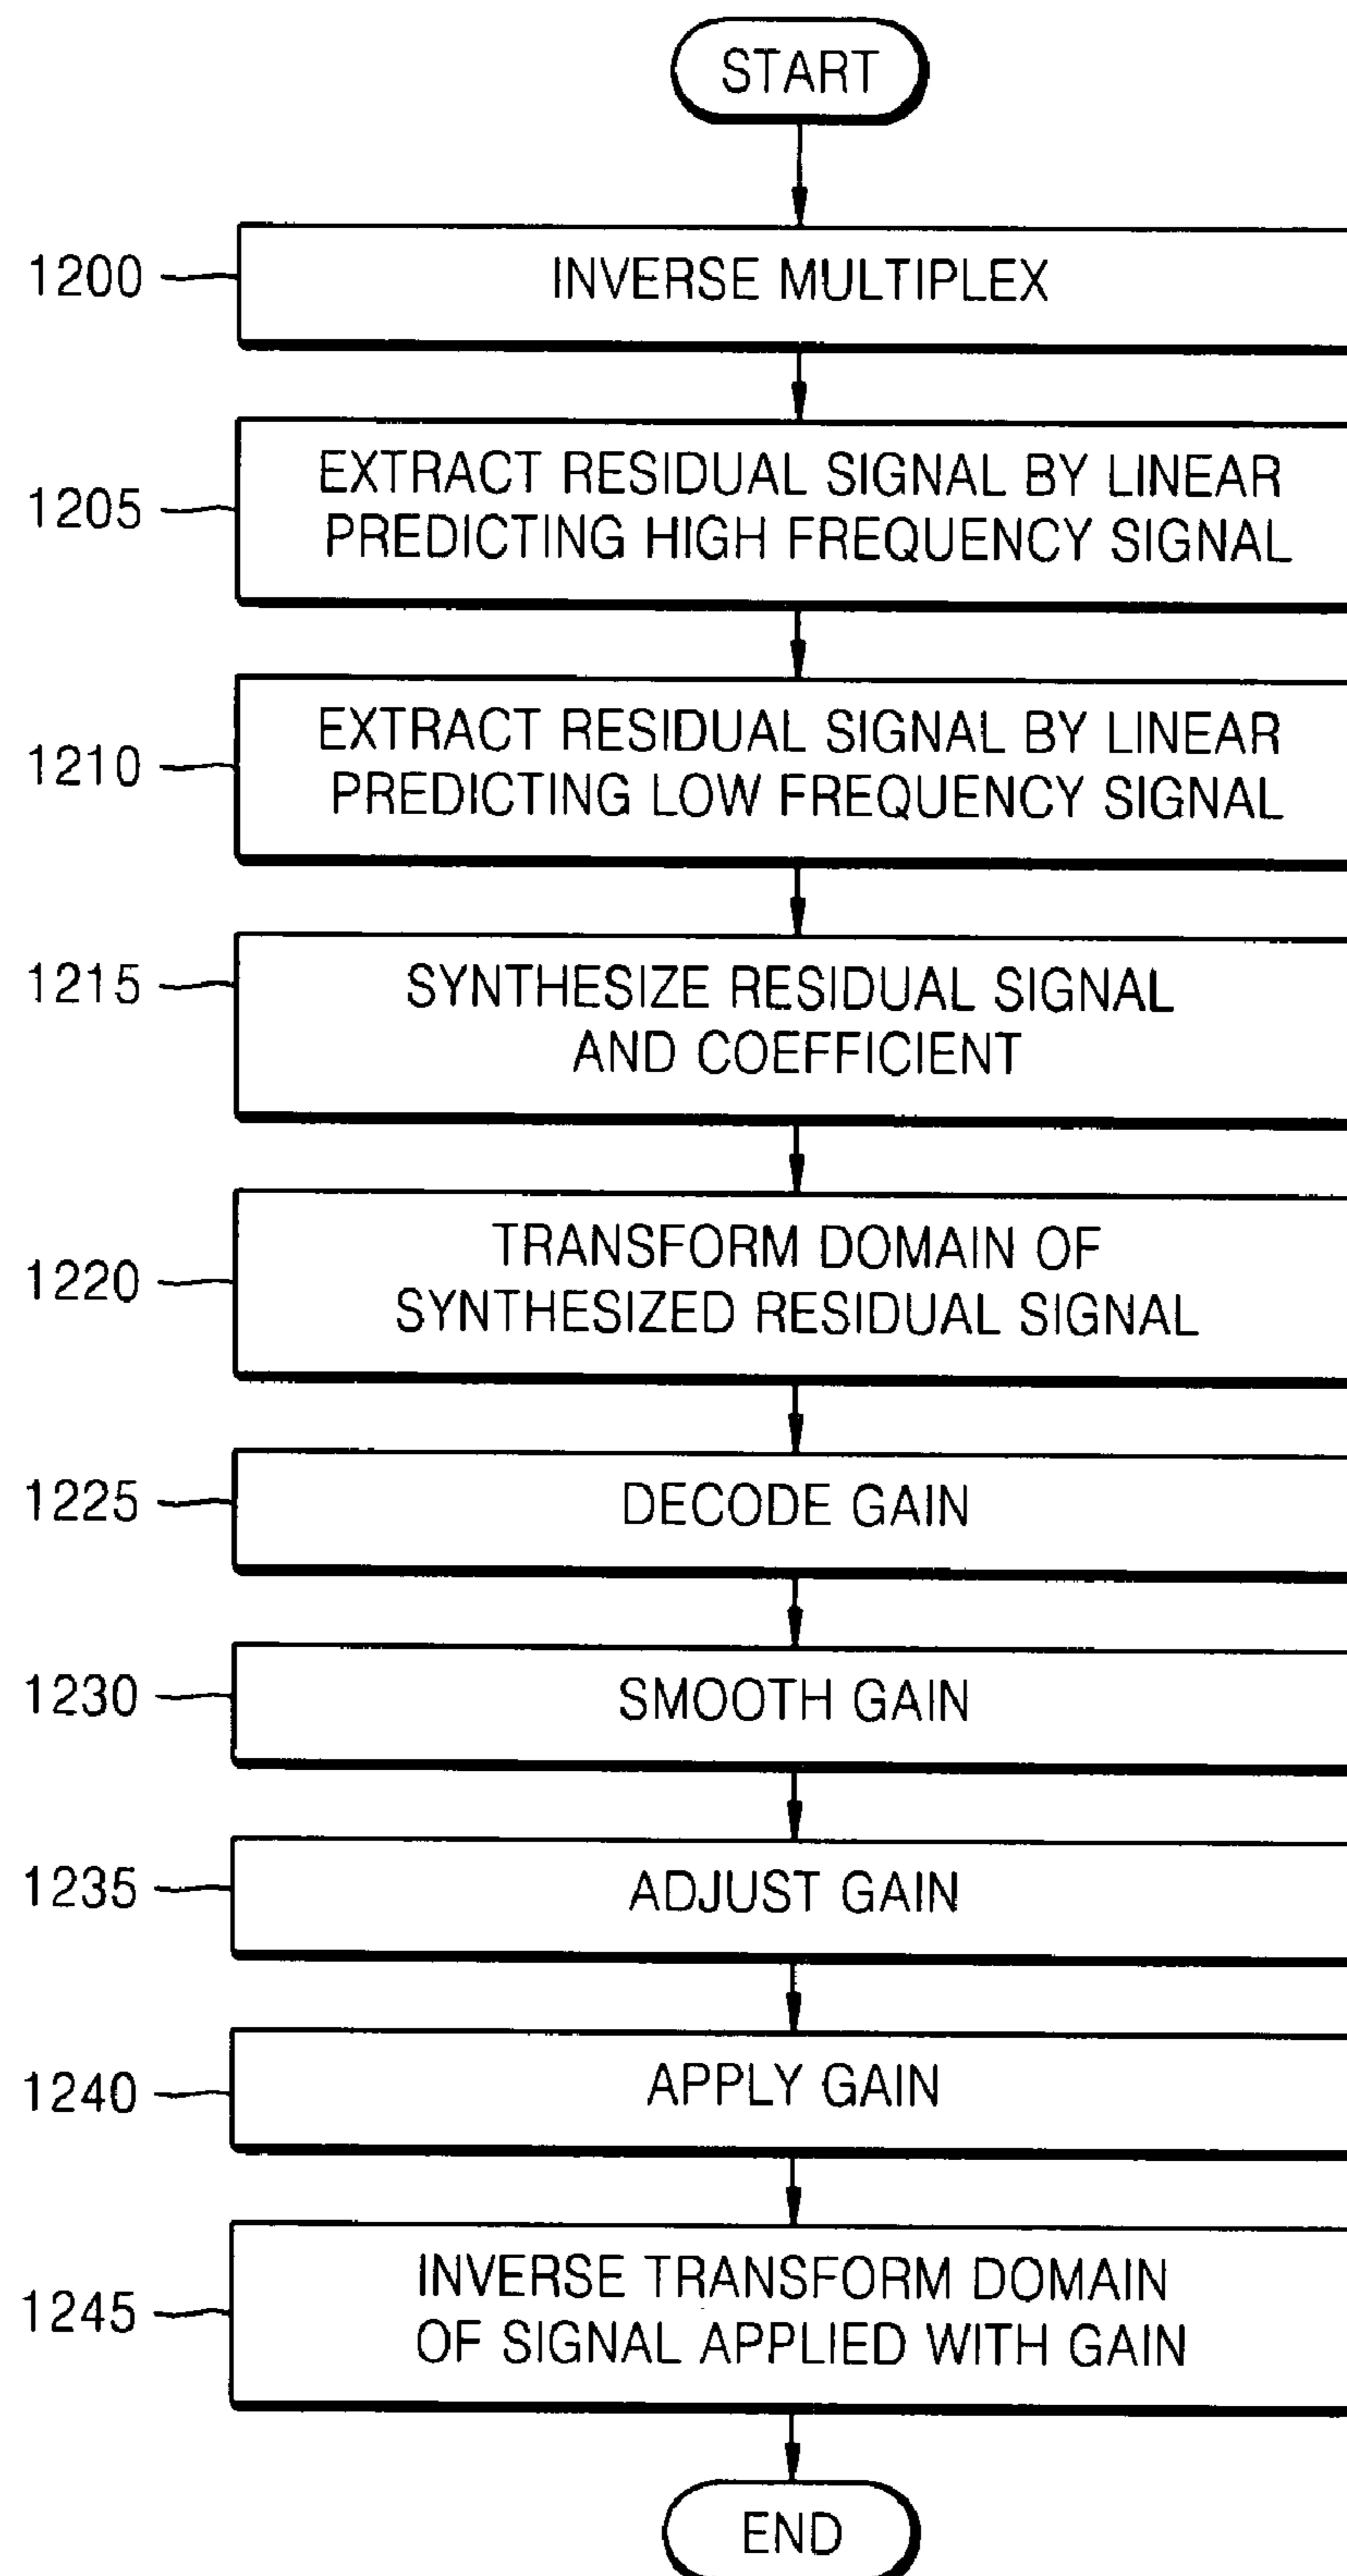 START
1200
INVERSE MULTIPLEX
1205
EXTRACT RESIDUAL SIGNAL BY LINEAR
PREDICTING HIGH FREQUENCY SIGNAL
1210
EXTRACT RESIDUAL SIGNAL BY LINEAR
PREDICTING LOW FREQUENCY SIGNAL
1215
SYNTHESIZE RESIDUAL SIGNAL
AND COEFFICIENT
1220
TRANSFORM DOMAIN OF
SYNTHESIZED RESIDUAL SIGNAL
1225
DECODE GAIN
1230
SMOOTH GAIN
1235
ADJUST GAIN
1240
APPLY GAIN
1245
INVERSE TRANSFORM DOMAIN
OF SIGNAL APPLIED WITH GAIN
END